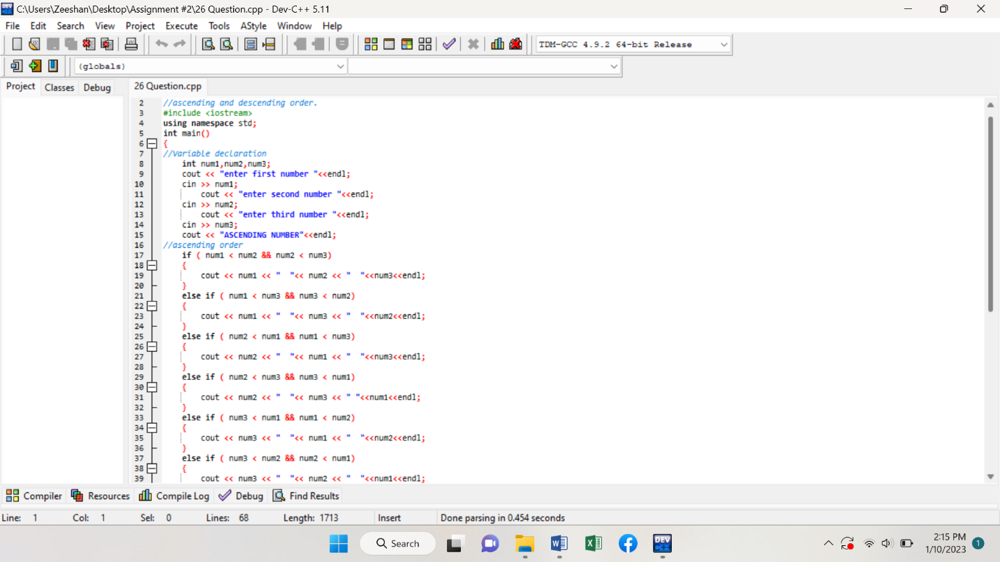 C:\Users\Zeeshan\Desktop\Assignment #2\26 Question.cpp - Dev-C++ 5.11
File Edit Search View Project Execute Tools AStyle Window Help
TDM-GCC 4.9.2 64-bit Release
(globals)
Project Classes Debug 26 Question.cpp
2 //ascending and descending order.
3 #include <iostream>
4 using namespace std;
5 int main()
6 {
7 //Variable declaration
8 int num1,num2,num3;
9 cout << "enter first number "<<endl;
10 cin >> num1;
11 cout << "enter second number "<<endl;
12 cin >> num2;
13 cout << "enter third number "<<endl;
14 cin >> num3;
15 cout << "ASCENDING NUMBER"<<endl;
16 //ascending order
17 if ( num1 < num2 && num2 < num3)
18 {
19 cout << num1 << "  "<< num2 << "  "<<num3<<endl;
20 }
21 else if ( num1 < num3 && num3 < num2)
22 {
23 cout << num1 << "  "<< num3 << "  "<<num2<<endl;
24 }
25 else if ( num2 < num1 && num1 < num3)
26 {
27 cout << num2 << "  "<< num1 << "  "<<num3<<endl;
28 }
29 else if ( num2 < num3 && num3 < num1)
30 {
31 cout << num2 << "  "<< num3 << " "<<num1<<endl;
32 }
33 else if ( num3 < num1 && num1 < num2)
34 {
35 cout << num3 << "  "<< num1 << "  "<<num2<<endl;
36 }
37 else if ( num3 < num2 && num2 < num1)
38 {
39 cout << num3 << "  "<< num2 << "  "<<num1<<endl;
Compiler Resources Compile Log Debug Find Results
Line: 1 Col: 1 Sel: 0 Lines: 68 Length: 1713 Insert Done parsing in 0.454 seconds
Search
DEV C++
2:15 PM
1/10/2023
1